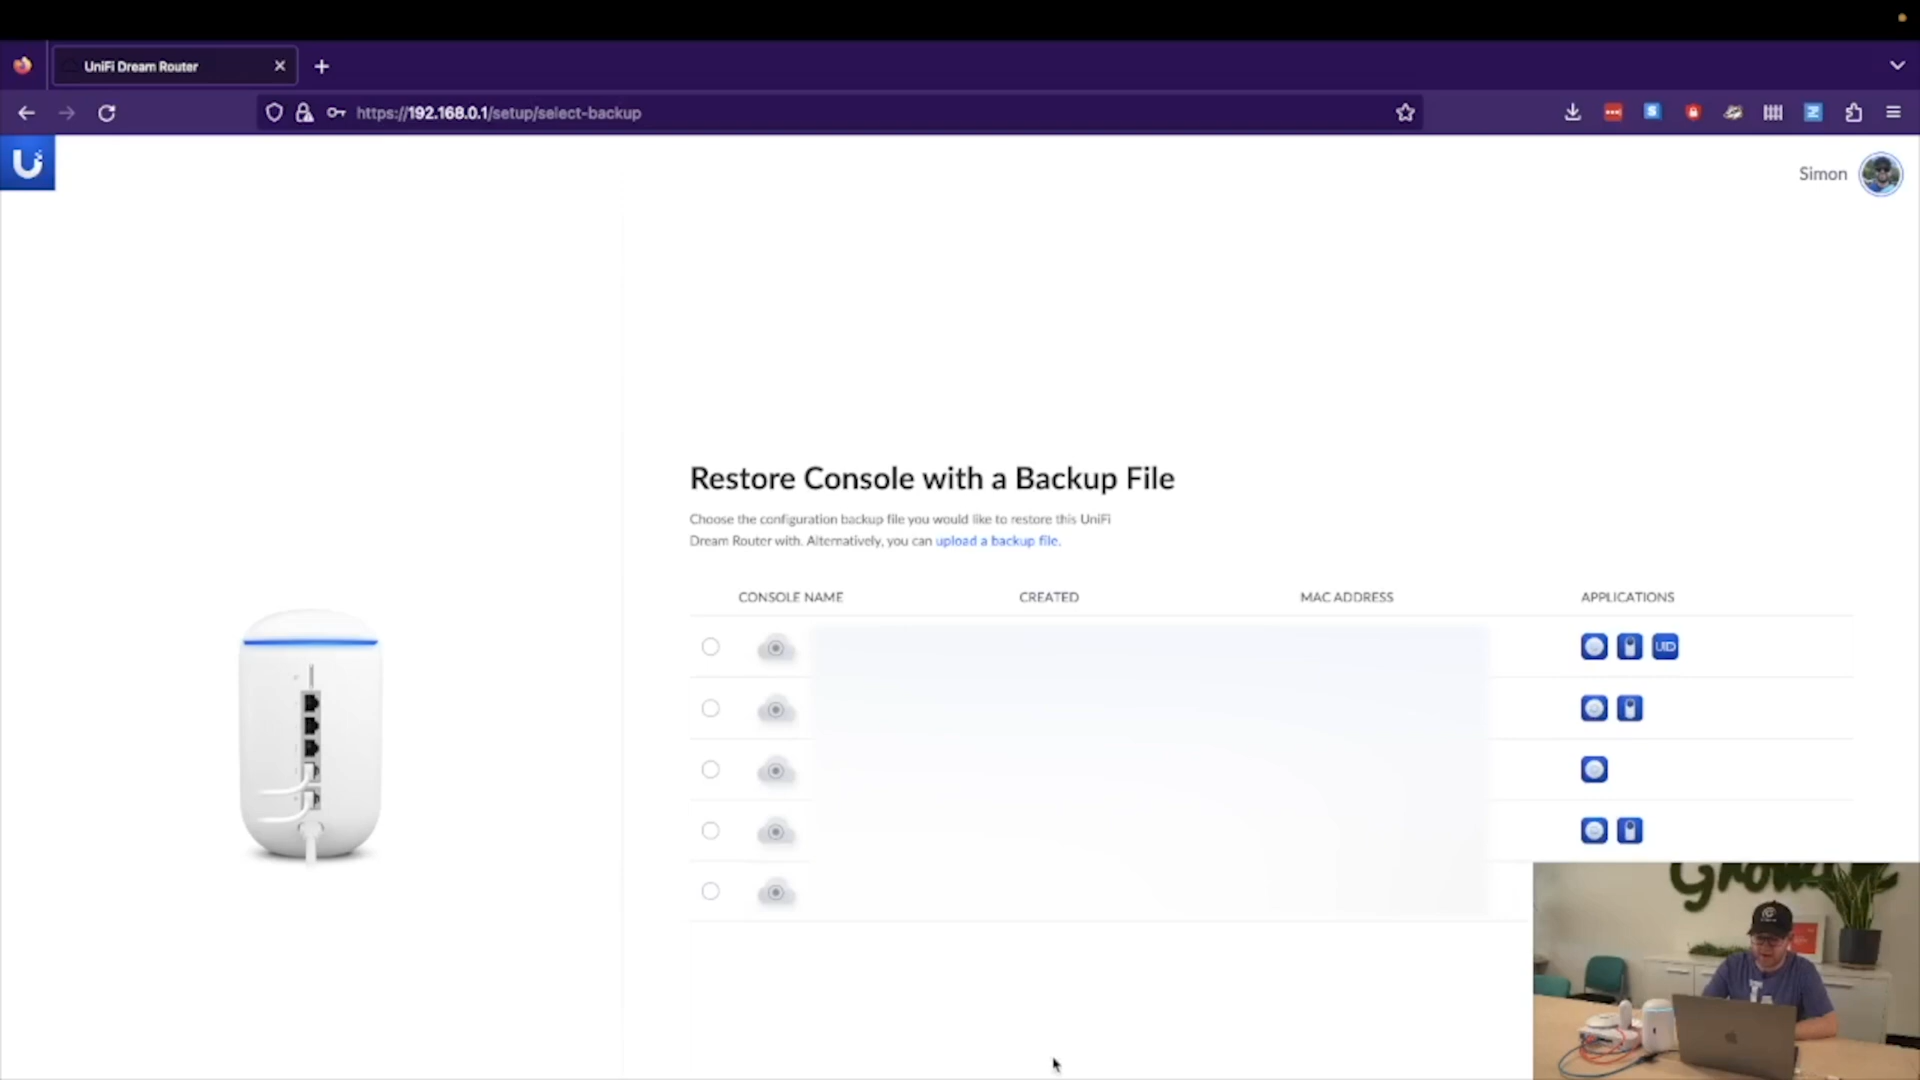 UniFi Dream Router
https://192.168.0.1/setup/select-backup
Simon
Restore Console with a Backup File
Choose the configuration backup file you would like to restore this UniFi
Dream Router with. Alternatively, you can upload a backup file.
CONSOLE NAME CREATED MAC ADDRESS APPLICATIONS
UID